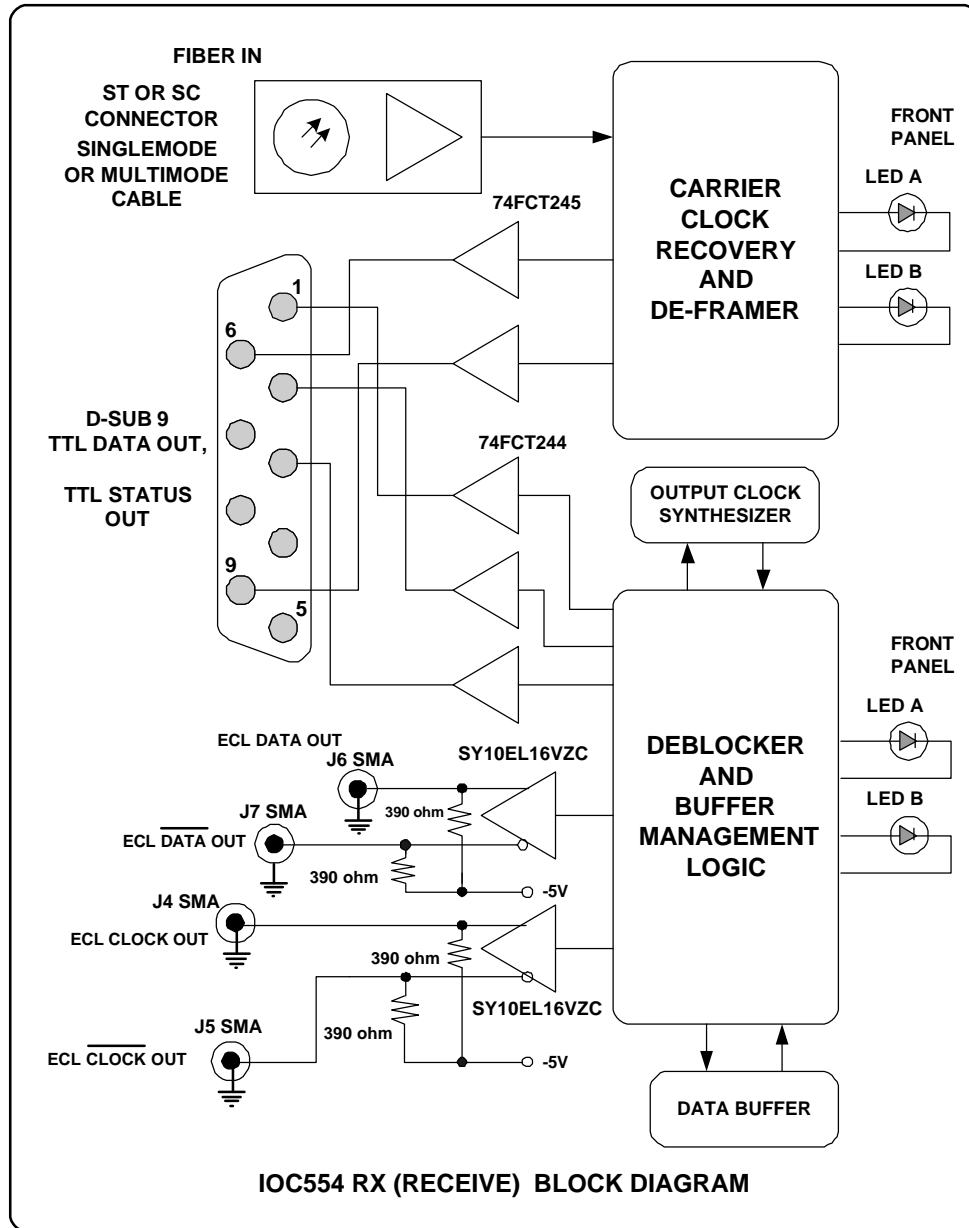 FIBER IN
ST OR SC
CONNECTOR
SINGLEMODE
OR MULTIMODE
CABLE
CARRIER
CLOCK
RECOVERY
AND
DE-FRAMER
FRONT
PANEL
LED A
LED B
74FCT245
1
6
D-SUB 9
TTL DATA OUT,
TTL STATUS
OUT
9
5
74FCT244
OUTPUT CLOCK
SYNTHESIZER
FRONT
PANEL
LED A
LED B
DEBLOCKER
AND
BUFFER
MANAGEMENT
LOGIC
ECL DATA OUT
J6 SMA
SY10EL16VZC
J7 SMA
390 ohm
ECL DATA OUT
390 ohm
-5V
J4 SMA
ECL CLOCK OUT
390 ohm
SY10EL16VZC
J5 SMA
390 ohm
ECL CLOCK OUT
-5V
DATA BUFFER
IOC554 RX (RECEIVE) BLOCK DIAGRAM